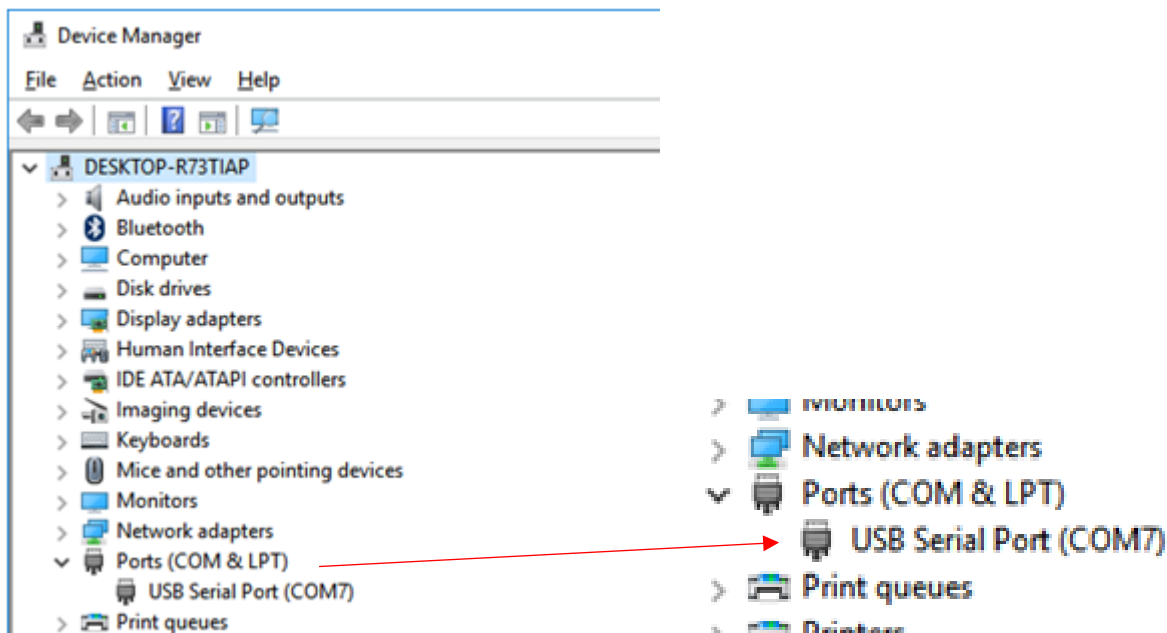 Device Manager
File Action View Help
DESKTOP-R73TIAP
Audio inputs and outputs
Bluetooth
Computer
Disk drives
Display adapters
Human Interface Devices
IDE ATA/ATAPI controllers
Imaging devices
Keyboards
Mice and other pointing devices
Monitors
Network adapters
Ports (COM & LPT)
USB Serial Port (COM7)
Print queues
Monitors
Network adapters
Ports (COM & LPT)
USB Serial Port (COM7)
Print queues
Printers